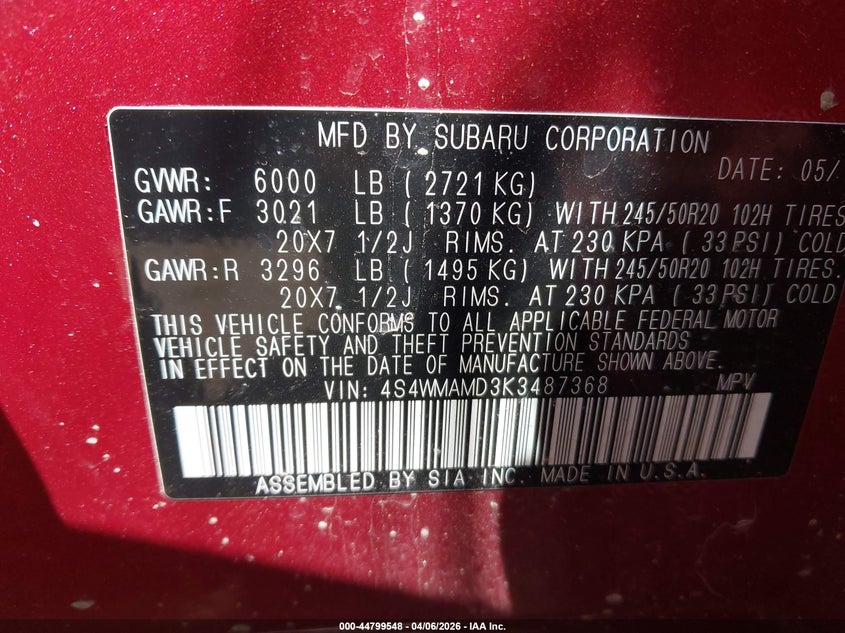 MFD BY SUBARU CORPORATION
DATE: 05/
GVWR: 6000 LB ( 2721 KG)
GAWR:F 3021 LB ( 1370 KG) WITH 245/50R20 102H TIRES.
20X7 1/2J RIMS. AT 230 KPA ( 33 PSI) COLD
GAWR:R 3296 LB ( 1495 KG) WITH 245/50R20 102H TIRES.
20X7 1/2J RIMS. AT 230 KPA ( 33 PSI) COLD
THIS VEHICLE CONFORMS TO ALL APPLICABLE FEDERAL MOTOR
VEHICLE SAFETY AND THEFT PREVENTION STANDARDS
IN EFFECT ON THE DATE OF MANUFACTURE SHOWN ABOVE.
VIN: 4S4WMAMD3K3487368 MPV
ASSEMBLED BY SIA INC. MADE IN U.S.A.
000-44799548 - 04/06/2026 - IAA Inc.